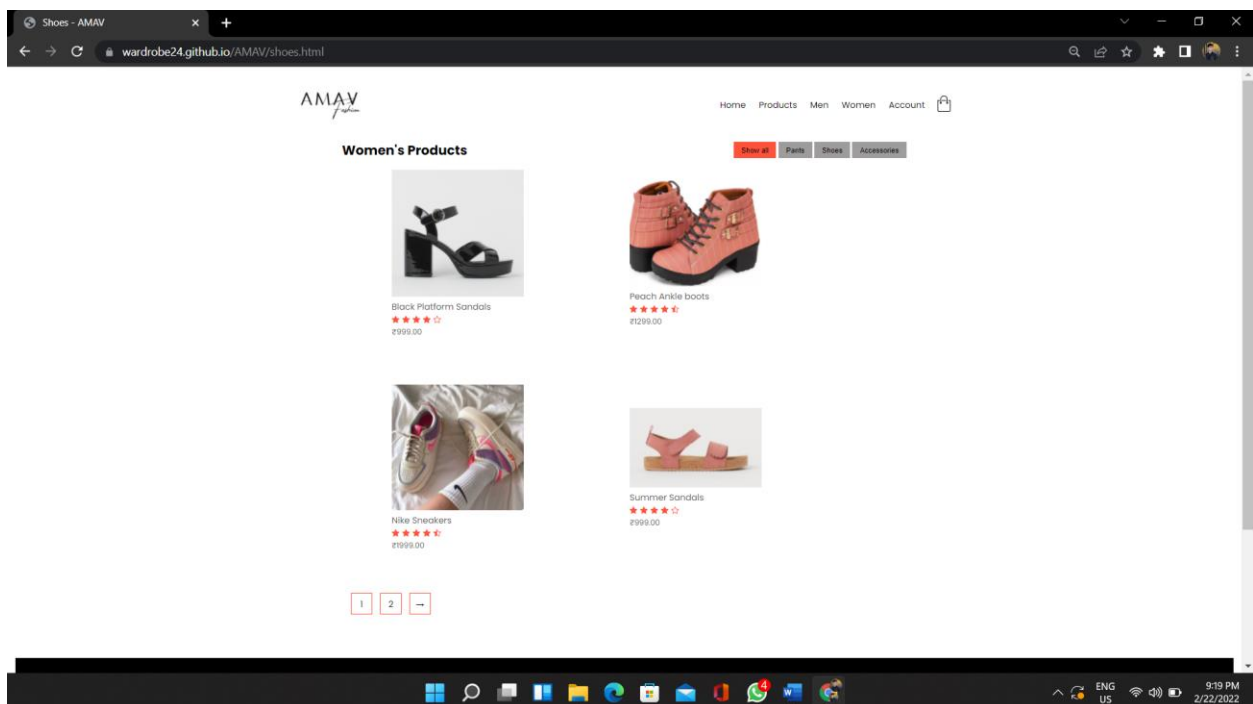 Shoes - AMAV
wardrobe24.github.io/AMAV/shoes.html
AMAV
Fashion
Home Products Men Women Account
Women's Products
Show all Pants Shoes Accessories
Black Platform Sandals
₹999.00
Peach Ankle boots
₹1299.00
Nike Sneakers
₹1999.00
Summer Sandals
₹999.00
1 2 →
4
W
ENG
US
9:19 PM
2/22/2022